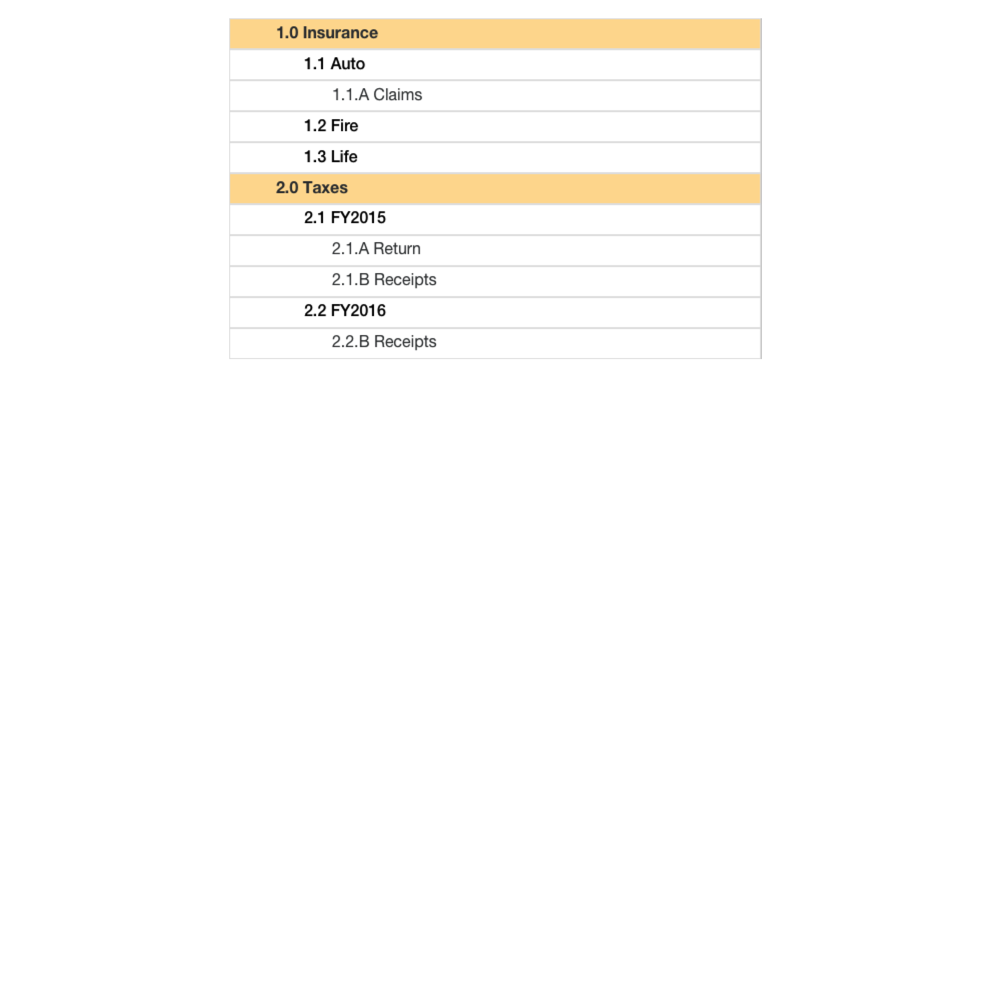 1.0 Insurance
1.1 Auto
1.1.A Claims
1.2 Fire
1.3 Life
2.0 Taxes
2.1 FY2015
2.1.A Return
2.1.B Receipts
2.2 FY2016
2.2.B Receipts